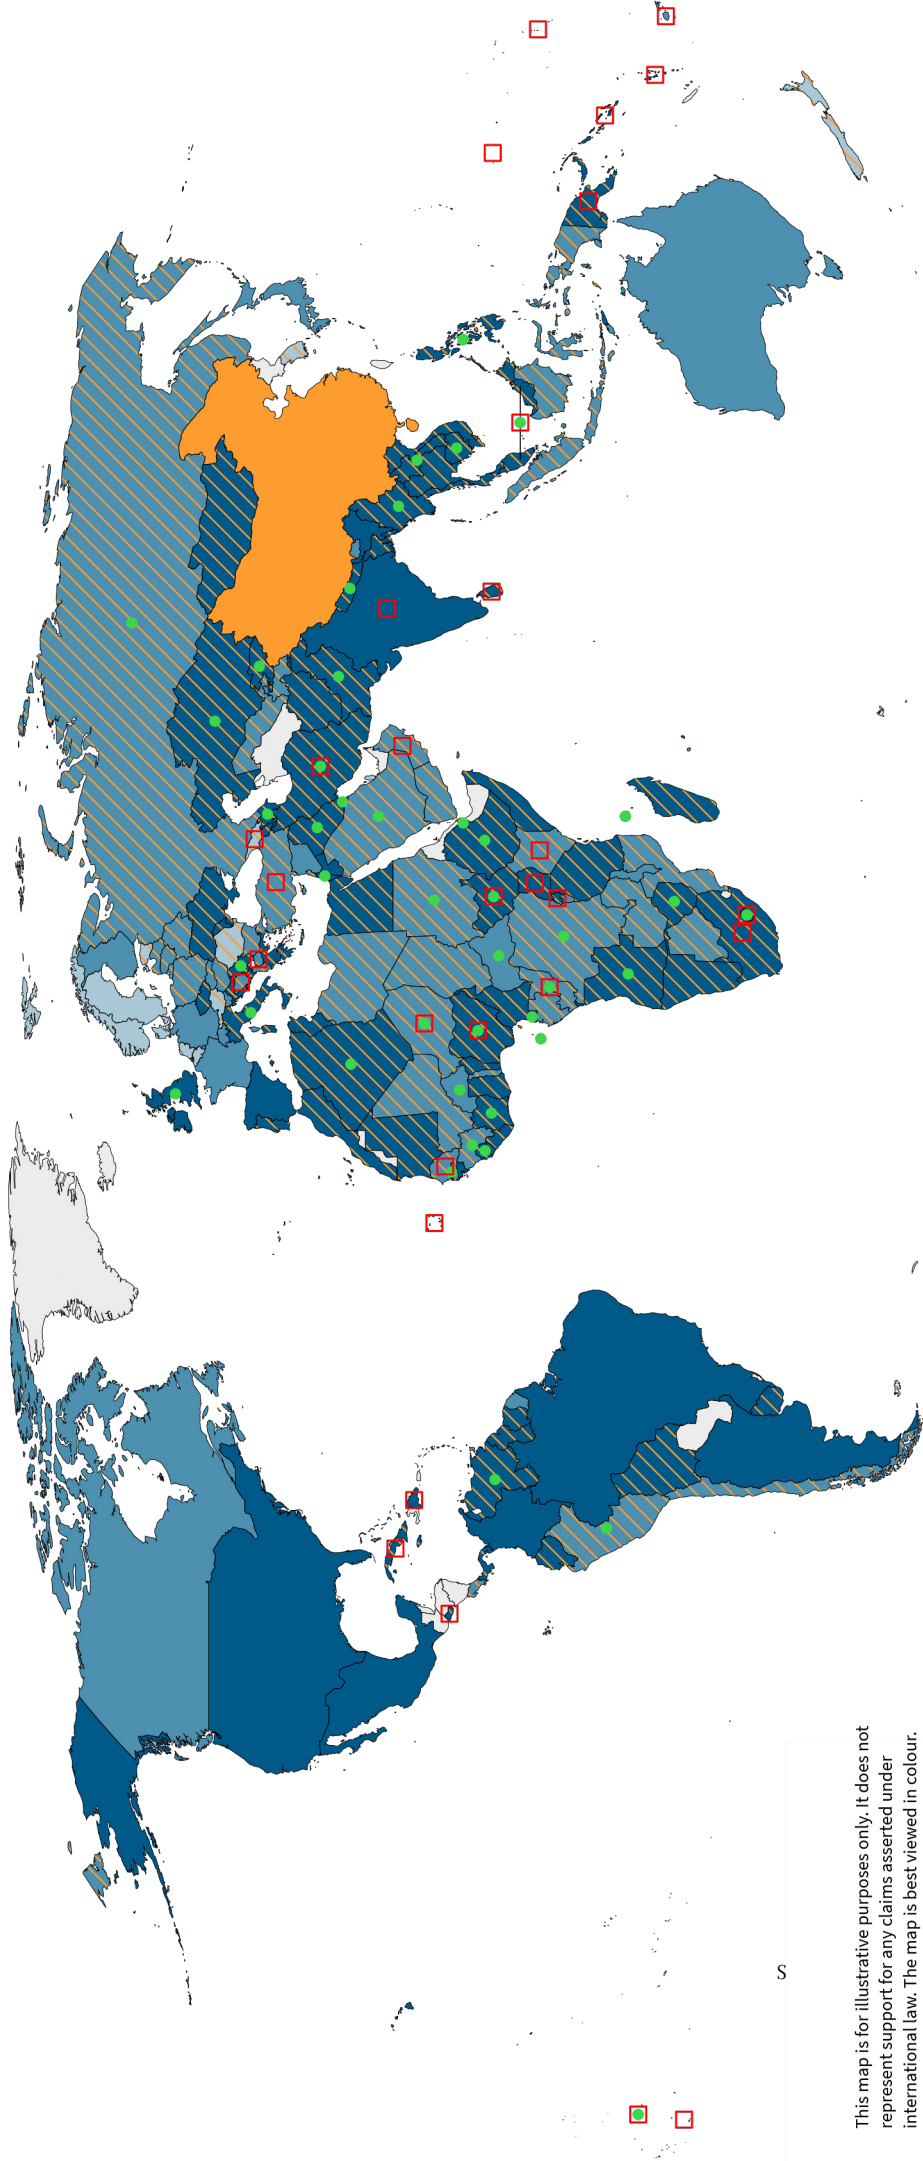 This map is for illustrative purposes only. It does not
represent support for any claims asserted under
international law. The map is best viewed in colour.
S